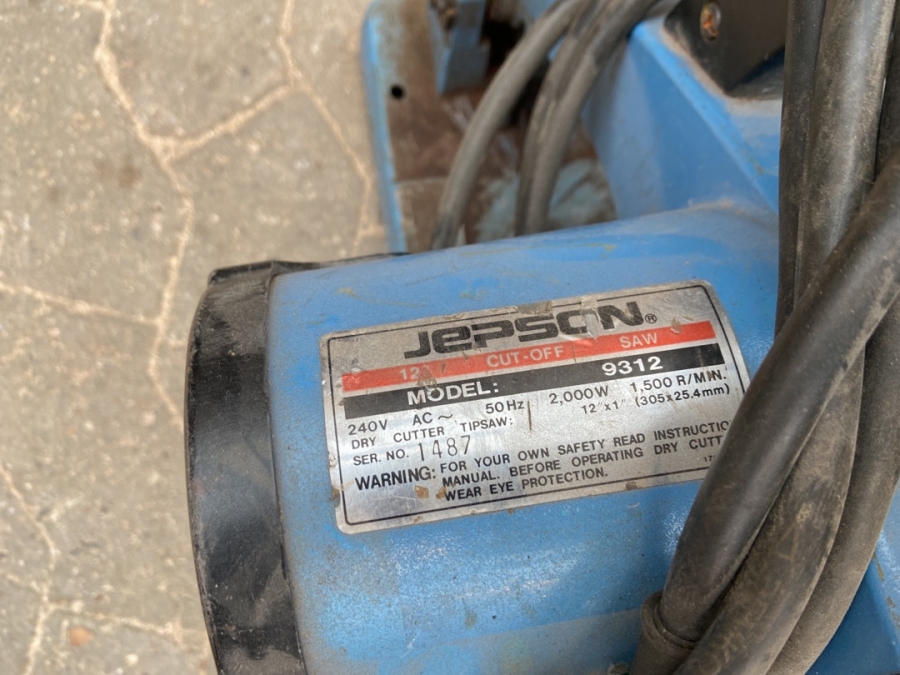 JEPSON®
CUT-OFF SAW
MODEL: 9312
240V AC~ 50Hz 2,000W 1,500 R/MIN.
DRY CUTTER TIPSAW: 12"x1" (305x25.4mm)
SER. NO. 1487
WARNING: FOR YOUR OWN SAFETY READ INSTRUCTIO
MANUAL. BEFORE OPERATING DRY CUTT
WEAR EYE PROTECTION.